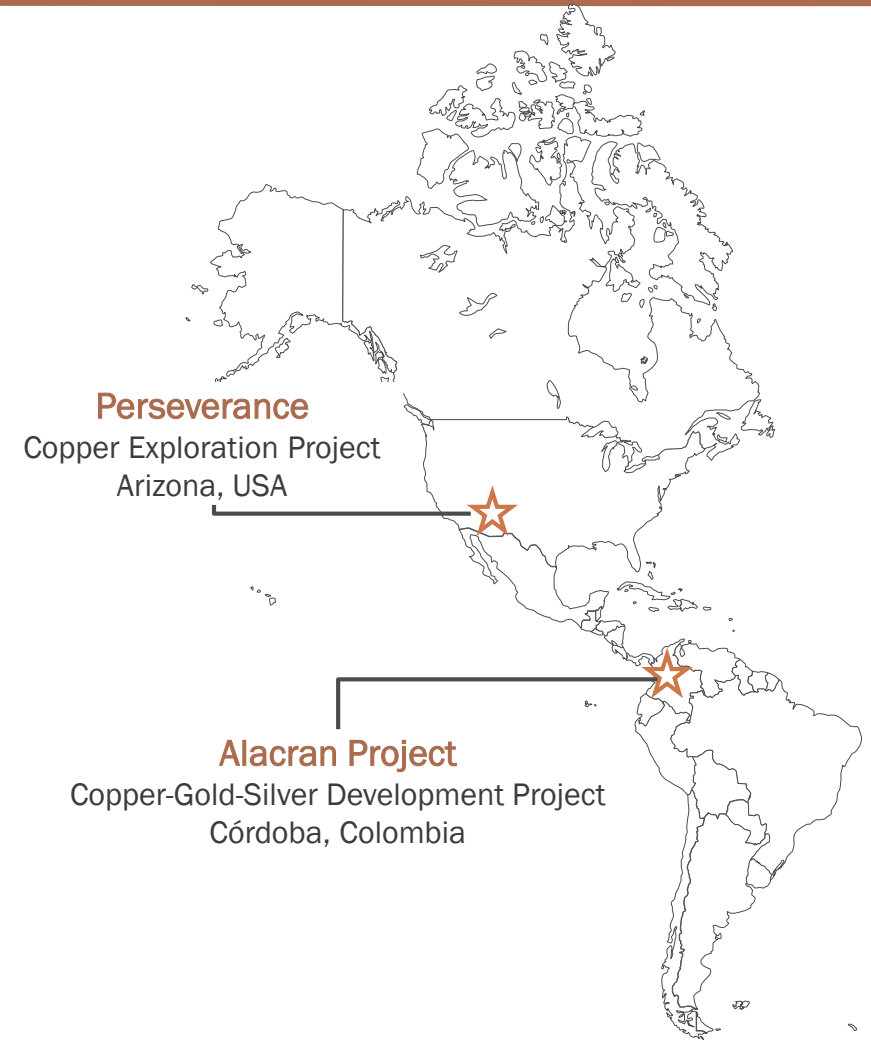 Perseverance
Copper Exploration Project
Arizona, USA
Alacran Project
Copper-Gold-Silver Development Project
Córdoba, Colombia